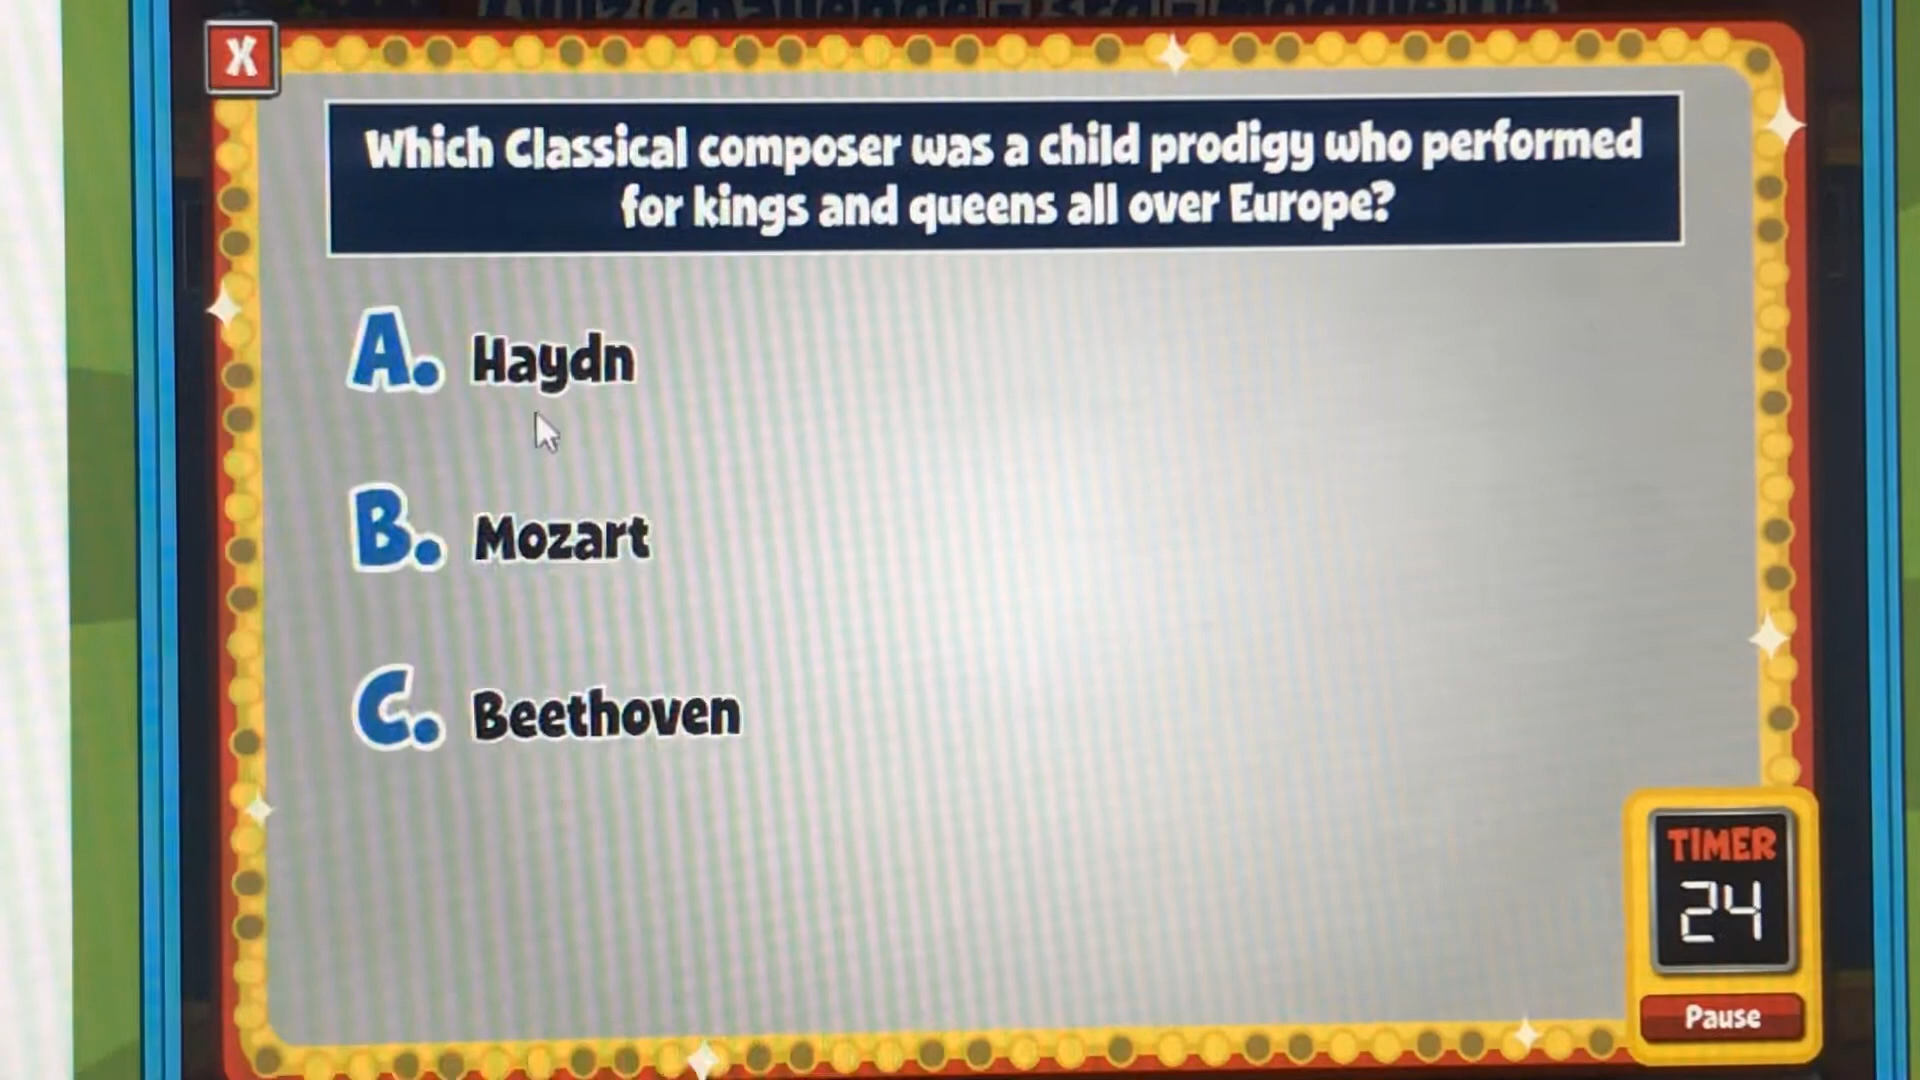 X
Which Classical composer was a child prodigy who performed
for kings and queens all over Europe?
A. Haydn
B. Mozart
C. Beethoven
TIMER
24
Pause